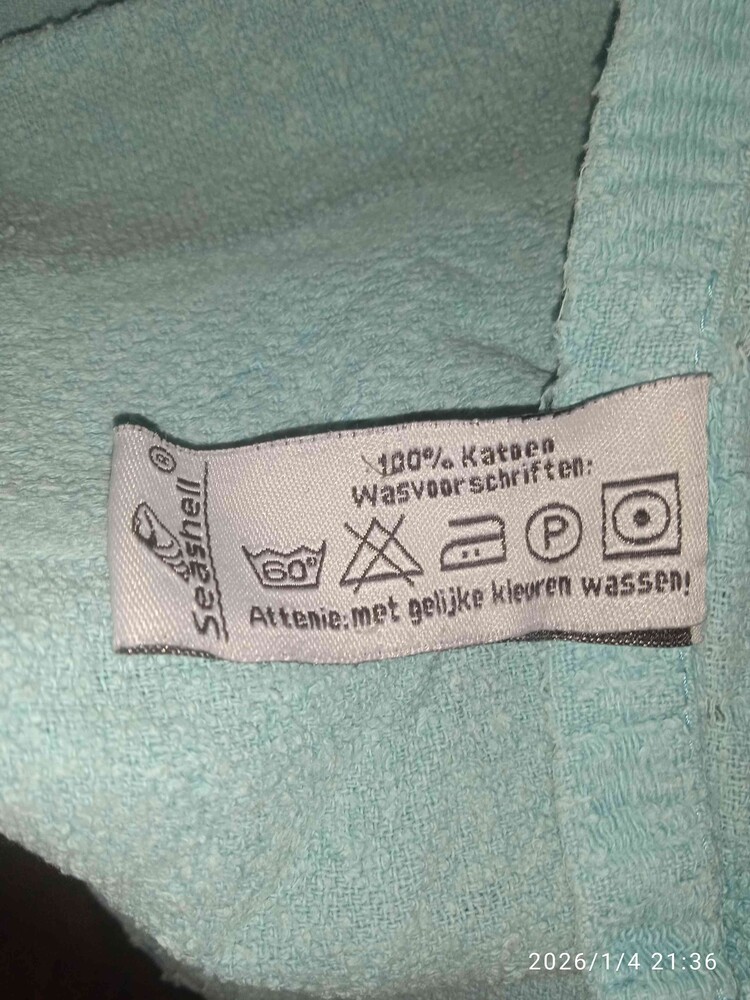 Seashell®
100% Katoen
Wasvoorschriften:
60°
P
Attenie: met gelijke kleuren wassen!
2026/1/4 21:36